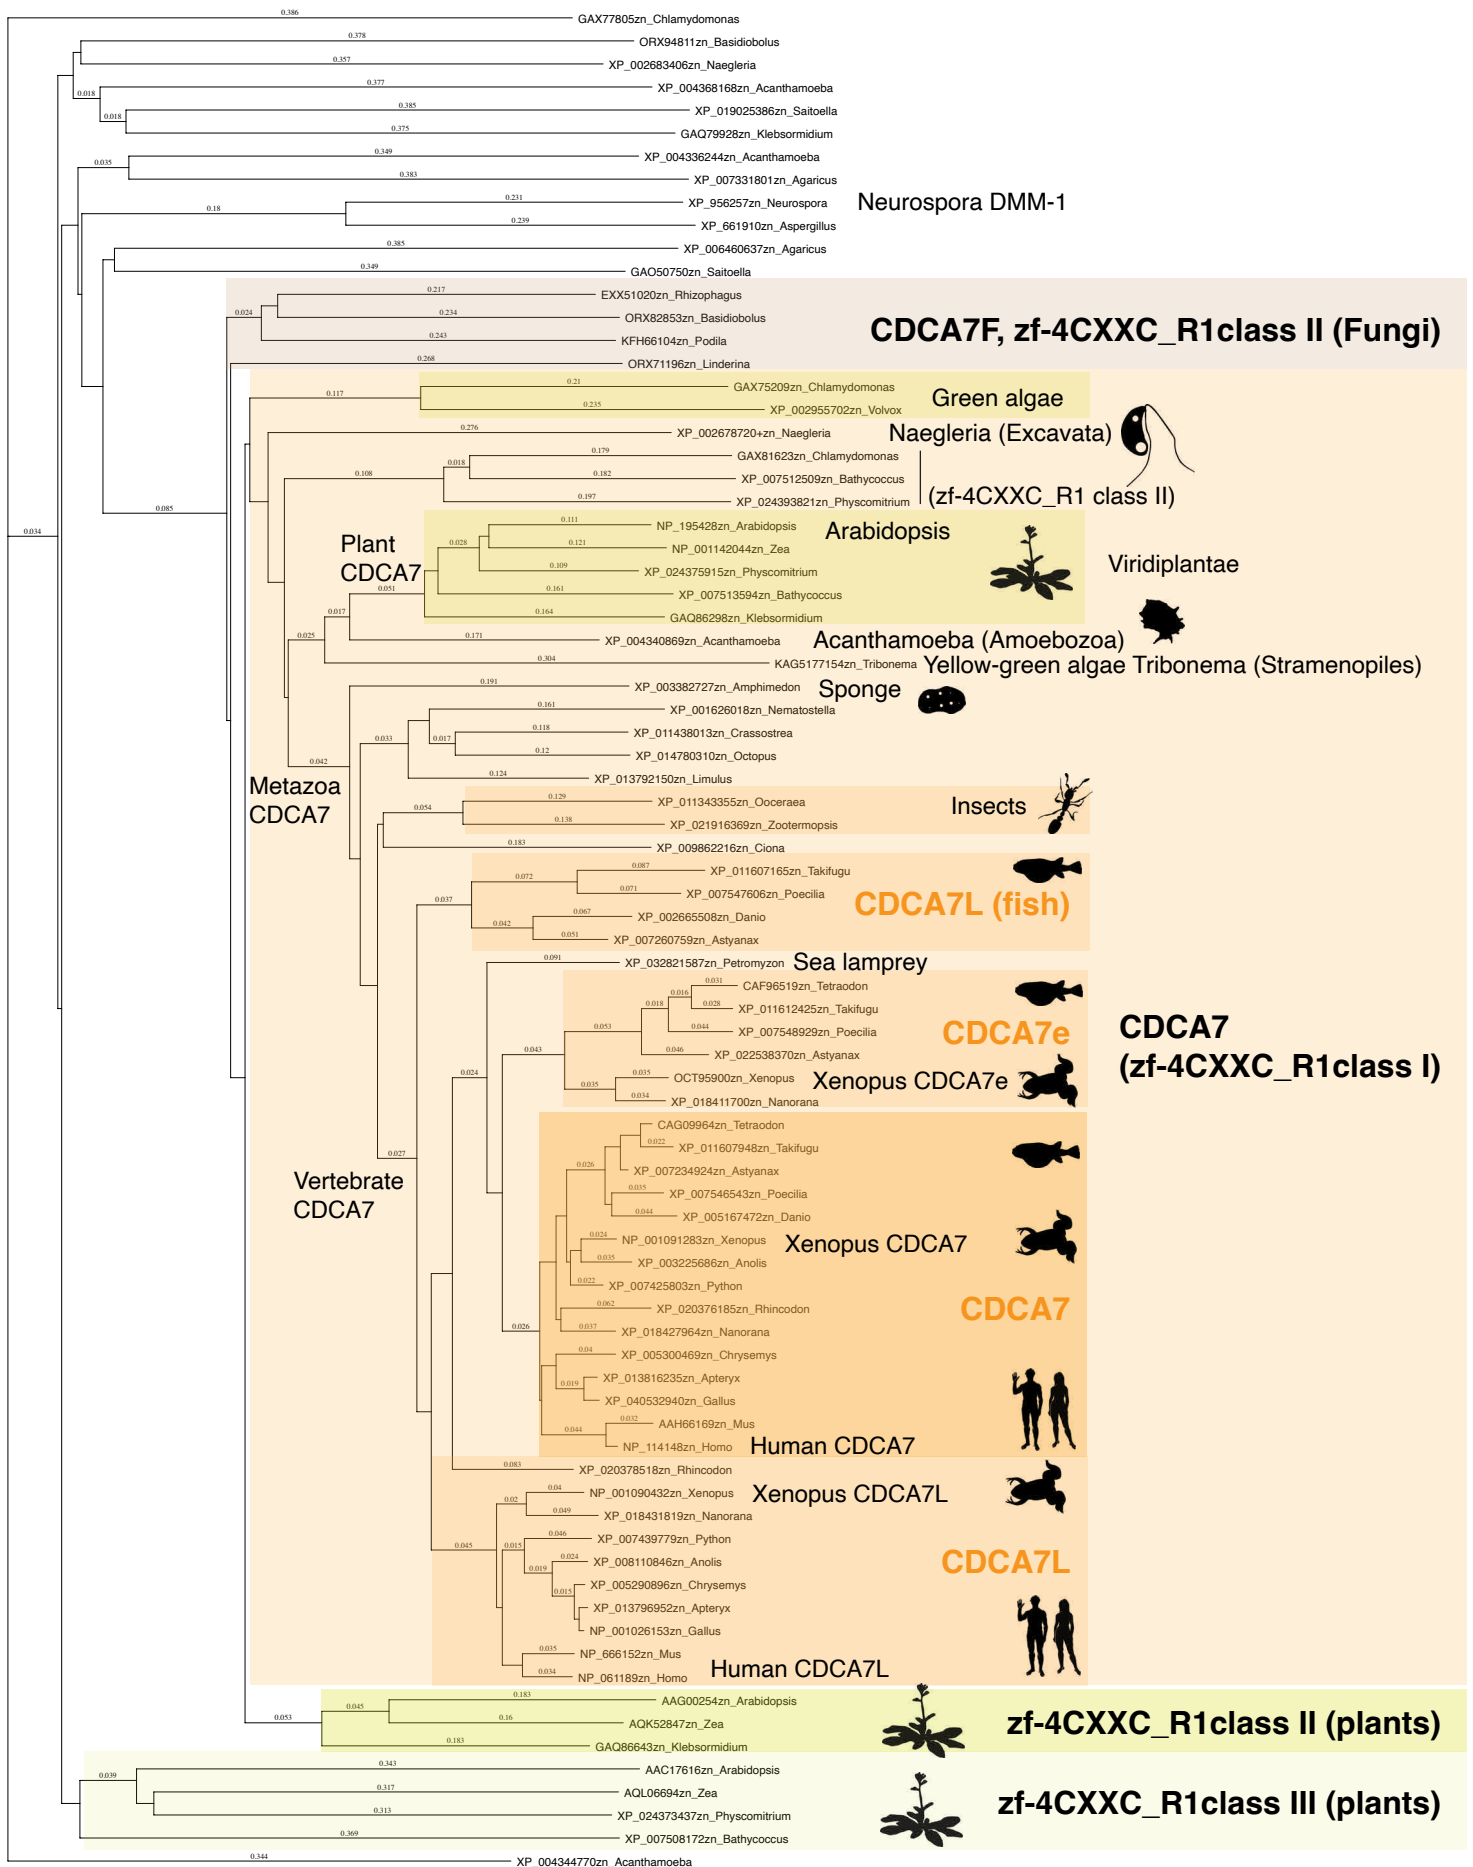 0.386
GAX77805zn_Chlamydomonas
0.378
ORX94811zn_Basidiobolus
0.357
XP_002683406zn_Naegleria
0.377
XP_004368168zn_Acanthamoeba
0.018
0.385
XP_019025386zn_Saitoella
0.018
0.375
GAQ79928zn_Klebsormidium
0.349
XP_004336244zn_Acanthamoeba
0.035
0.383
XP_007331801zn_Agaricus
0.231
XP_956257zn_Neurospora
Neurospora DMM-1
0.18
0.239
XP_661910zn_Aspergillus
0.385
XP_006460637zn_Agaricus
0.349
GAO50750zn_Saitoella
0.217
EXX51020zn_Rhizophagus
0.024
0.234
ORX82853zn_Basidiobolus
CDCA7F, zf-4CXXC_R1class II (Fungi)
0.243
KFH66104zn_Podila
0.268
ORX71196zn_Linderina
0.21
GAX75209zn_Chlamydomonas
0.117
Green algae
0.235
XP_002955702zn_Volvox
0.276
XP_002678720+zn_Naegleria
Naegleria (Excavata)
0.179
GAX81623zn_Chlamydomonas
0.018
0.108
0.182
XP_007512509zn_Bathycoccus
0.197
XP_024393821zn_Physcomitrium
(zf-4CXXC_R1 class II)
0.085
0.111
NP_195428zn_Arabidopsis
Arabidopsis
0.034
Plant
CDCA7
0.028
0.121
NP_001142044zn_Zea
0.109
XP_024375915zn_Physcomitrium
Viridiplantae
0.051
0.161
XP_007513594zn_Bathycoccus
0.017
0.164
GAQ86298zn_Klebsormidium
0.025
0.171
XP_004340869zn_Acanthamoeba
Acanthamoeba (Amoebozoa)
0.304
KAG5177154zn_Tribonema
Yellow-green algae Tribonema (Stramenopiles)
0.191
XP_003382727zn_Amphimedon
Sponge
0.161
XP_001626018zn_Nematostella
0.033
0.118
XP_011438013zn_Crassostrea
0.017
0.12
XP_014780310zn_Octopus
0.042
0.124
XP_013792150zn_Limulus
Metazoa
CDCA7
0.129
XP_011343355zn_Ooceraea
Insects
0.054
0.138
XP_021916369zn_Zootermopsis
0.183
XP_009862216zn_Ciona
0.087
XP_011607165zn_Takifugu
0.072
0.071
XP_007547606zn_Poecilia
CDCA7L (fish)
0.037
0.067
XP_002665508zn_Danio
0.042
0.051
XP_007260759zn_Astyanax
0.091
XP_032821587zn_Petromyzon
Sea lamprey
0.031
CAF96519zn_Tetraodon
0.016
0.018
0.028
XP_011612425zn_Takifugu
0.053
0.044
XP_007548929zn_Poecilia
CDCA7e
CDCA7
(zf-4CXXC_R1class I)
0.043
0.046
XP_022538370zn_Astyanax
0.024
0.035
OCT95900zn_Xenopus
Xenopus CDCA7e
0.035
0.034
XP_018411700zn_Nanorana
CAG09964zn_Tetraodon
0.022
XP_011607948zn_Takifugu
0.027
0.026
XP_007234924zn_Astyanax
Vertebrate
CDCA7
0.035
XP_007546543zn_Poecilia
0.044
XP_005167472zn_Danio
0.024
NP_001091283zn_Xenopus
Xenopus CDCA7
0.035
XP_003225686zn_Anolis
0.022
XP_007425803zn_Python
0.062
XP_020376185zn_Rhincodon
CDCA7
0.026
0.037
XP_018427964zn_Nanorana
0.04
XP_005300469zn_Chrysemys
XP_013816235zn_Apteryx
0.019
XP_040532940zn_Gallus
0.032
AAH66169zn_Mus
0.044
NP_114148zn_Homo
Human CDCA7
0.083
XP_020378518zn_Rhincodon
0.04
NP_001090432zn_Xenopus
Xenopus CDCA7L
0.02
0.049
XP_018431819zn_Nanorana
0.046
XP_007439779zn_Python
0.045
0.015
0.024
XP_008110846zn_Anolis
CDCA7L
0.019
XP_005290896zn_Chrysemys
0.015
XP_013796952zn_Apteryx
NP_001026153zn_Gallus
0.035
NP_666152zn_Mus
0.034
NP_061189zn_Homo
Human CDCA7L
0.183
AAG00254zn_Arabidopsis
0.045
0.053
0.16
AQK52847zn_Zea
zf-4CXXC_R1class II (plants)
0.183
GAQ86643zn_Klebsormidium
0.343
AAC17616zn_Arabidopsis
0.039
0.317
AQL06694zn_Zea
zf-4CXXC_R1class III (plants)
0.313
XP_024373437zn_Physcomitrium
0.369
XP_007508172zn_Bathycoccus
0.344
XP_004344770zn_Acanthamoeba